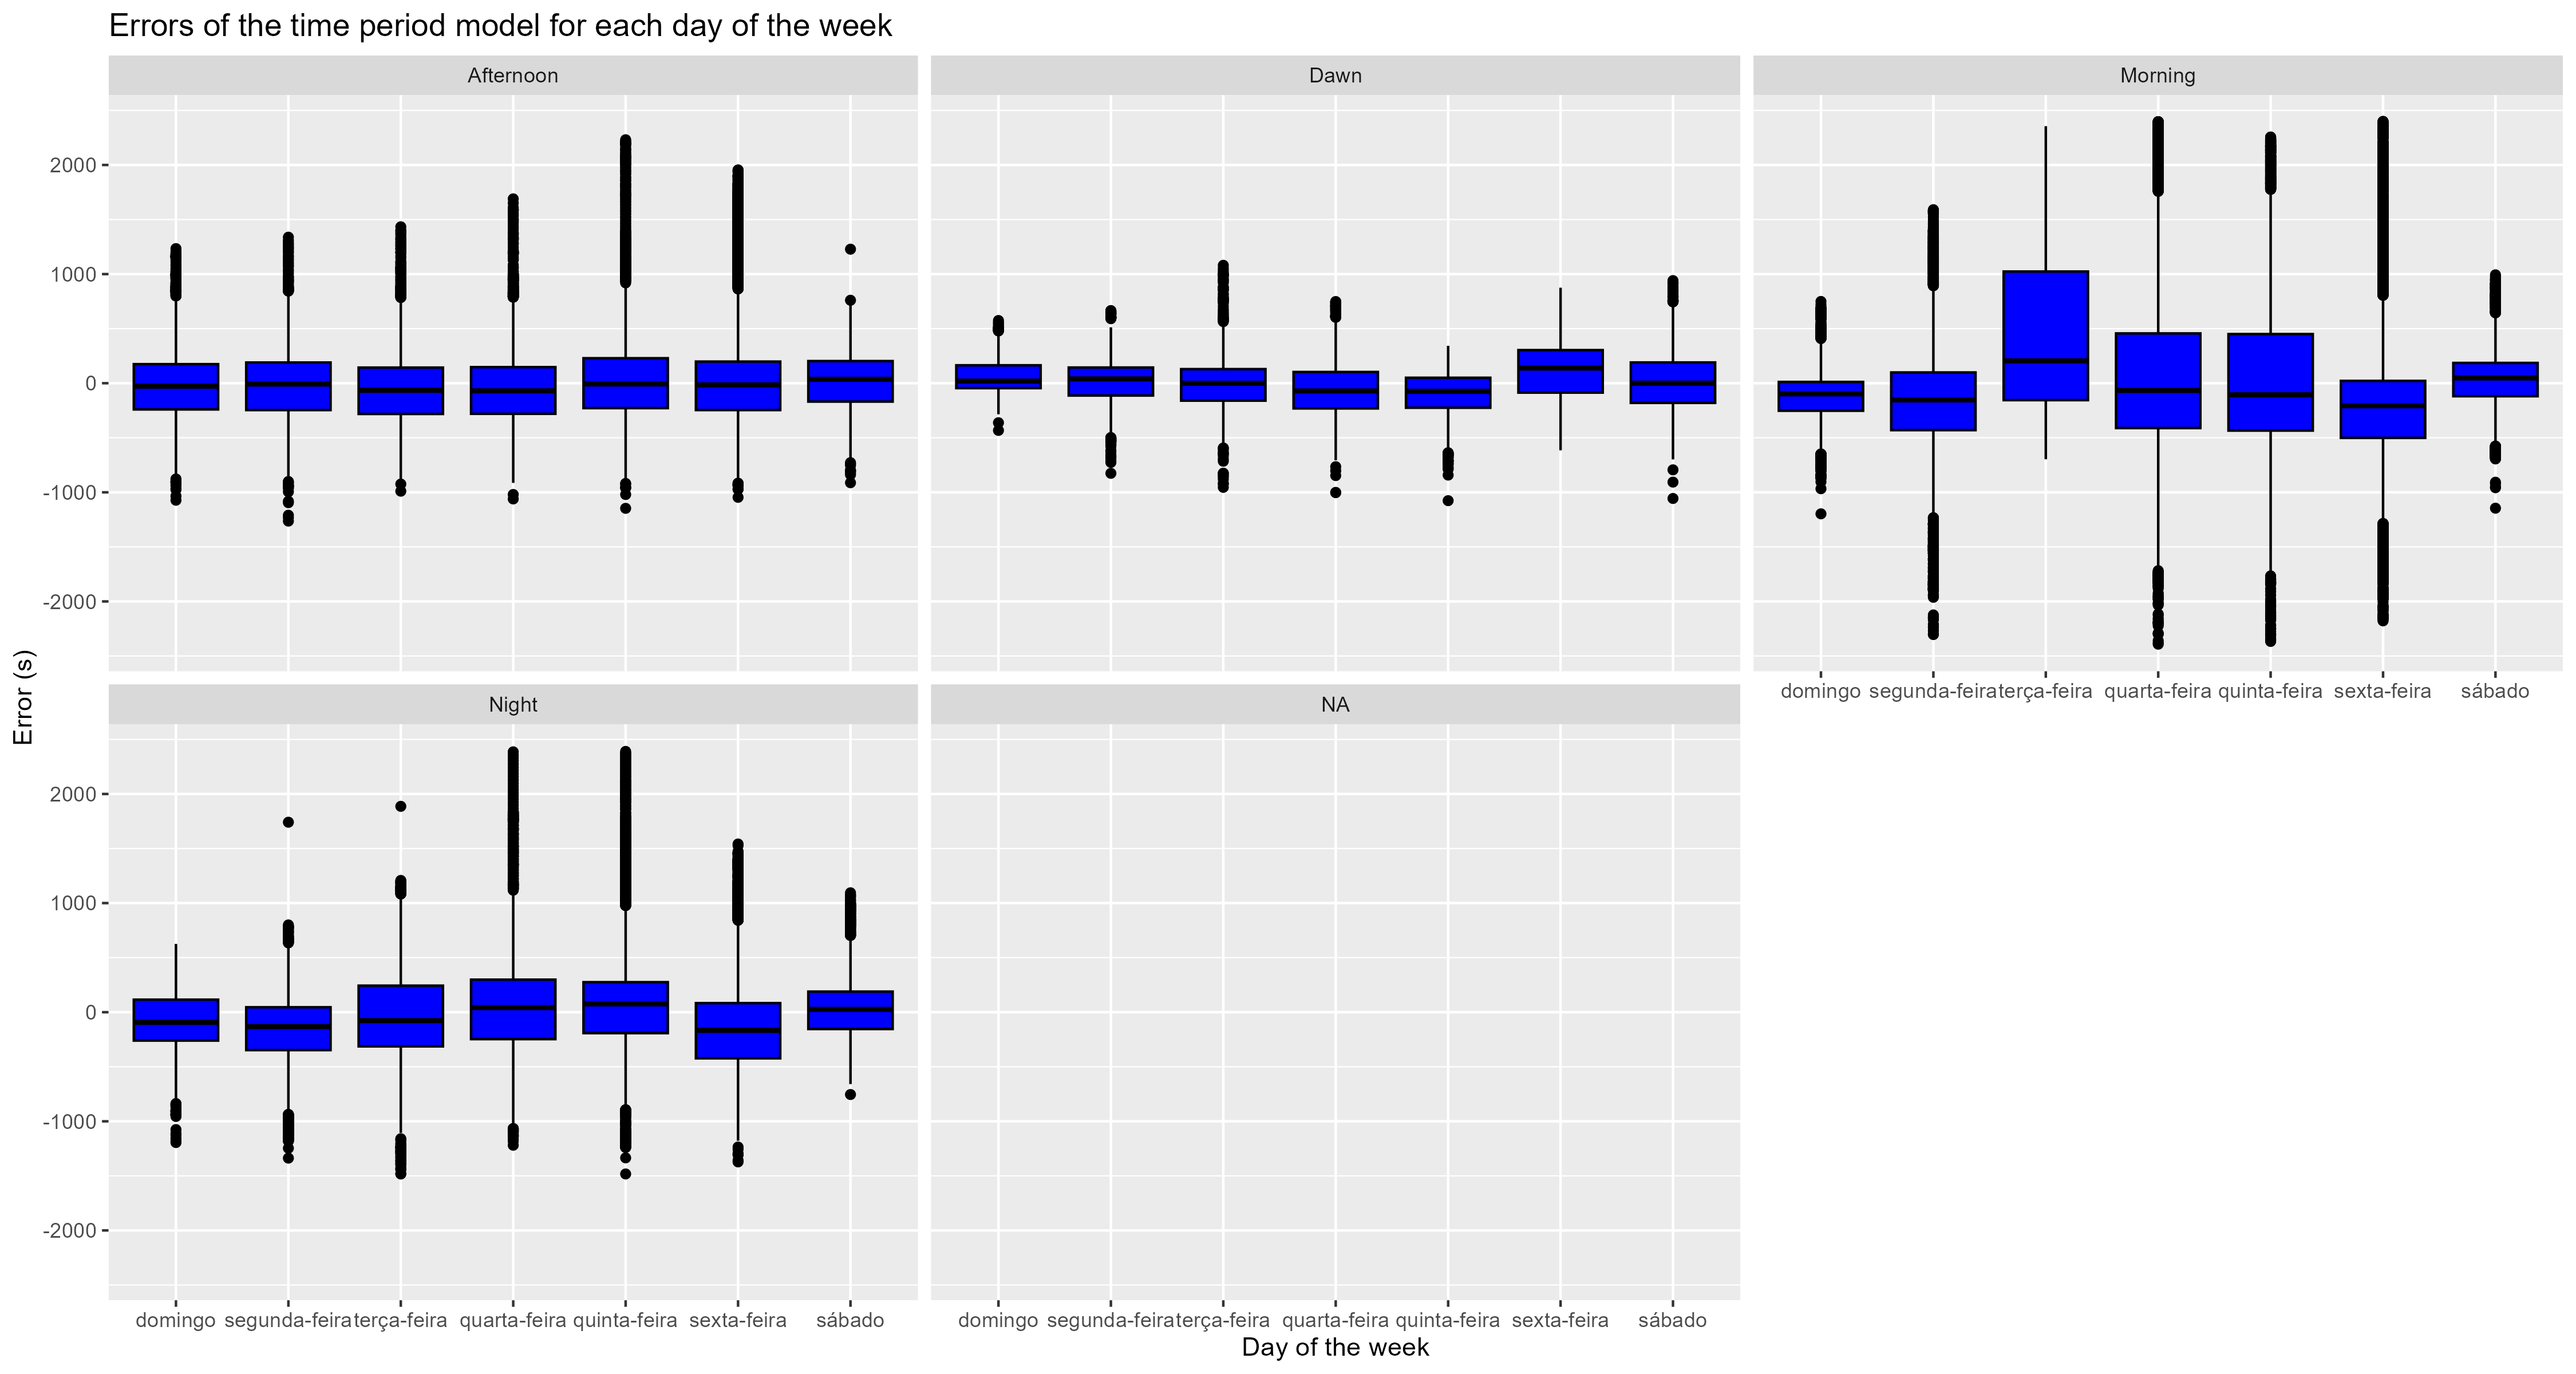 Errors of the time period model for each day of the week
Afternoon
Dawn
Morning
2000
1000
0
-1000
-2000
domingo segunda-feira terça-feira quarta-feira quinta-feira sexta-feira sábado
Error (s)
Night
NA
2000
1000
0
-1000
-2000
domingo segunda-feira terça-feira quarta-feira quinta-feira sexta-feira sábado
domingo segunda-feira terça-feira quarta-feira quinta-feira sexta-feira sábado
Day of the week